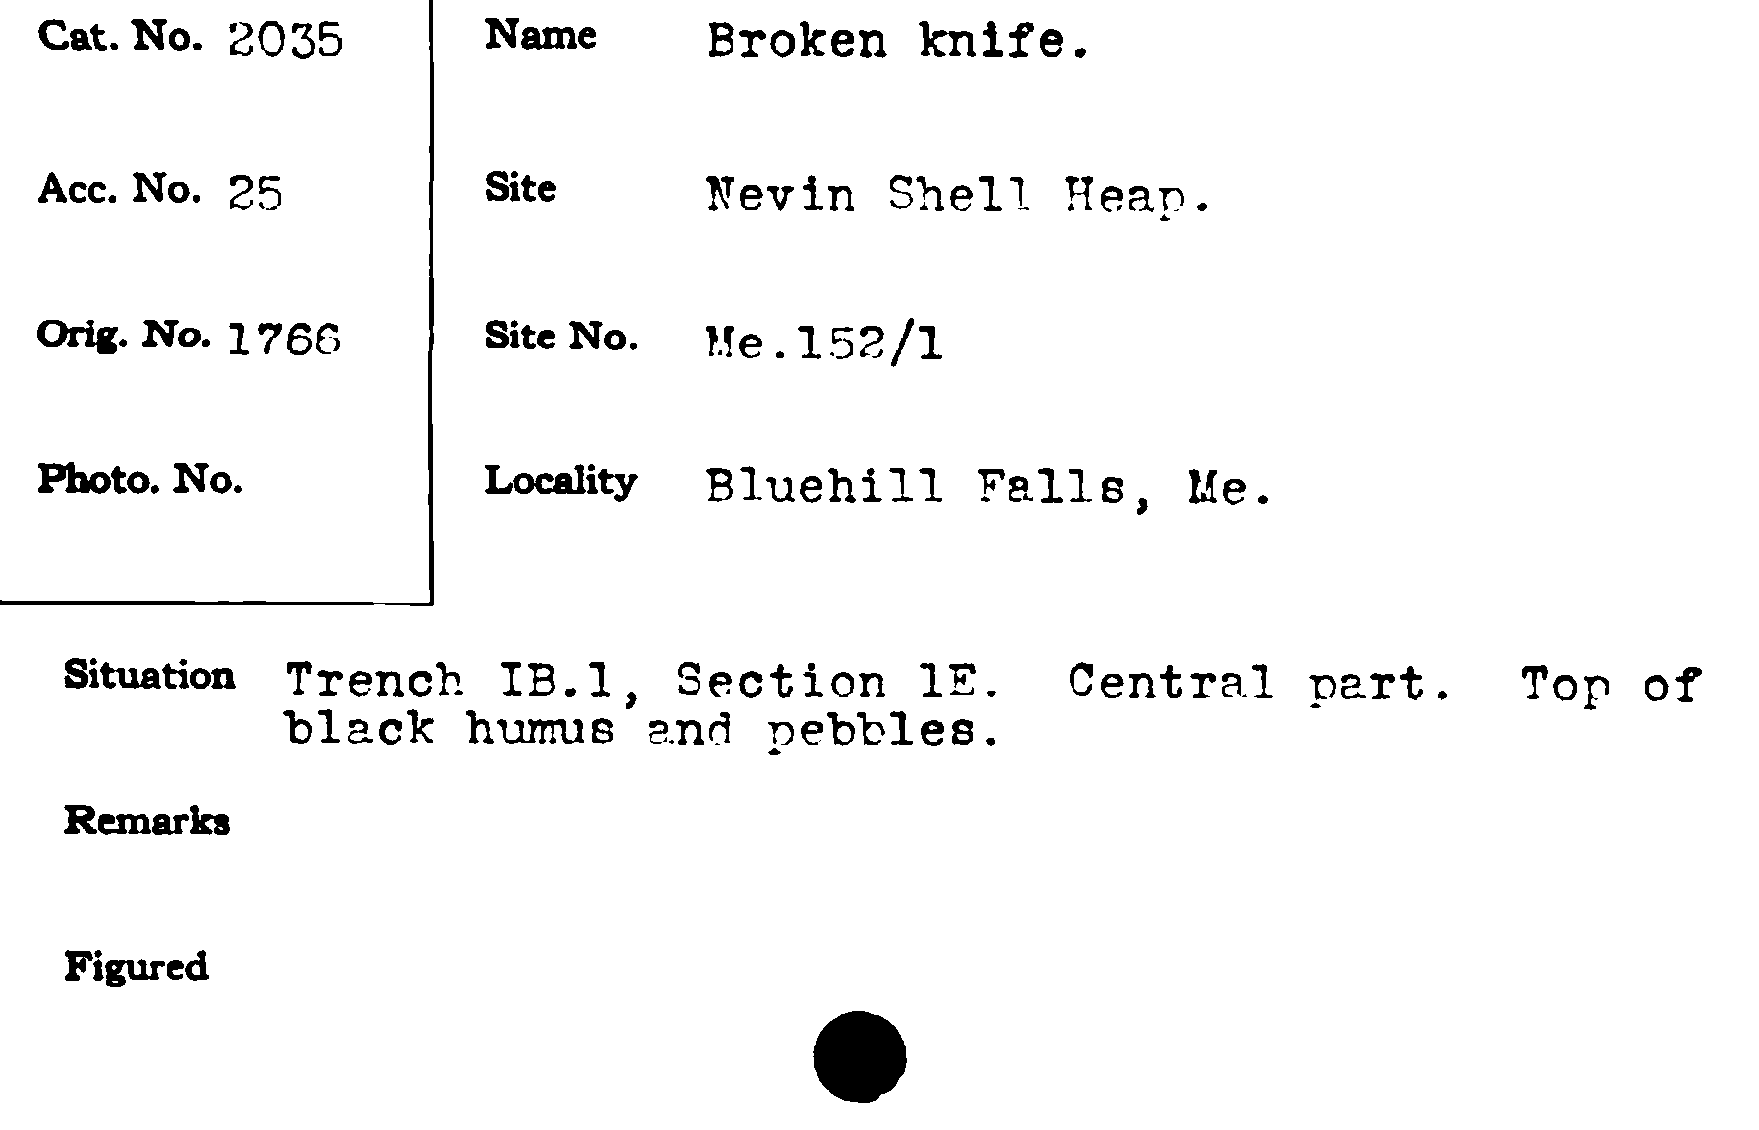 Cat. No. 2035
Name Broken knife.
Acc. No. 25
Site Nevin Shell Heap.
Orig. No. 1766
Site No. Me.152/1
Photo. No.
Locality Bluehill Falls, Me.
Situation Trench IB.1, Section 1E. Central part. Top of
black humus and pebbles.
Remarks
Figured